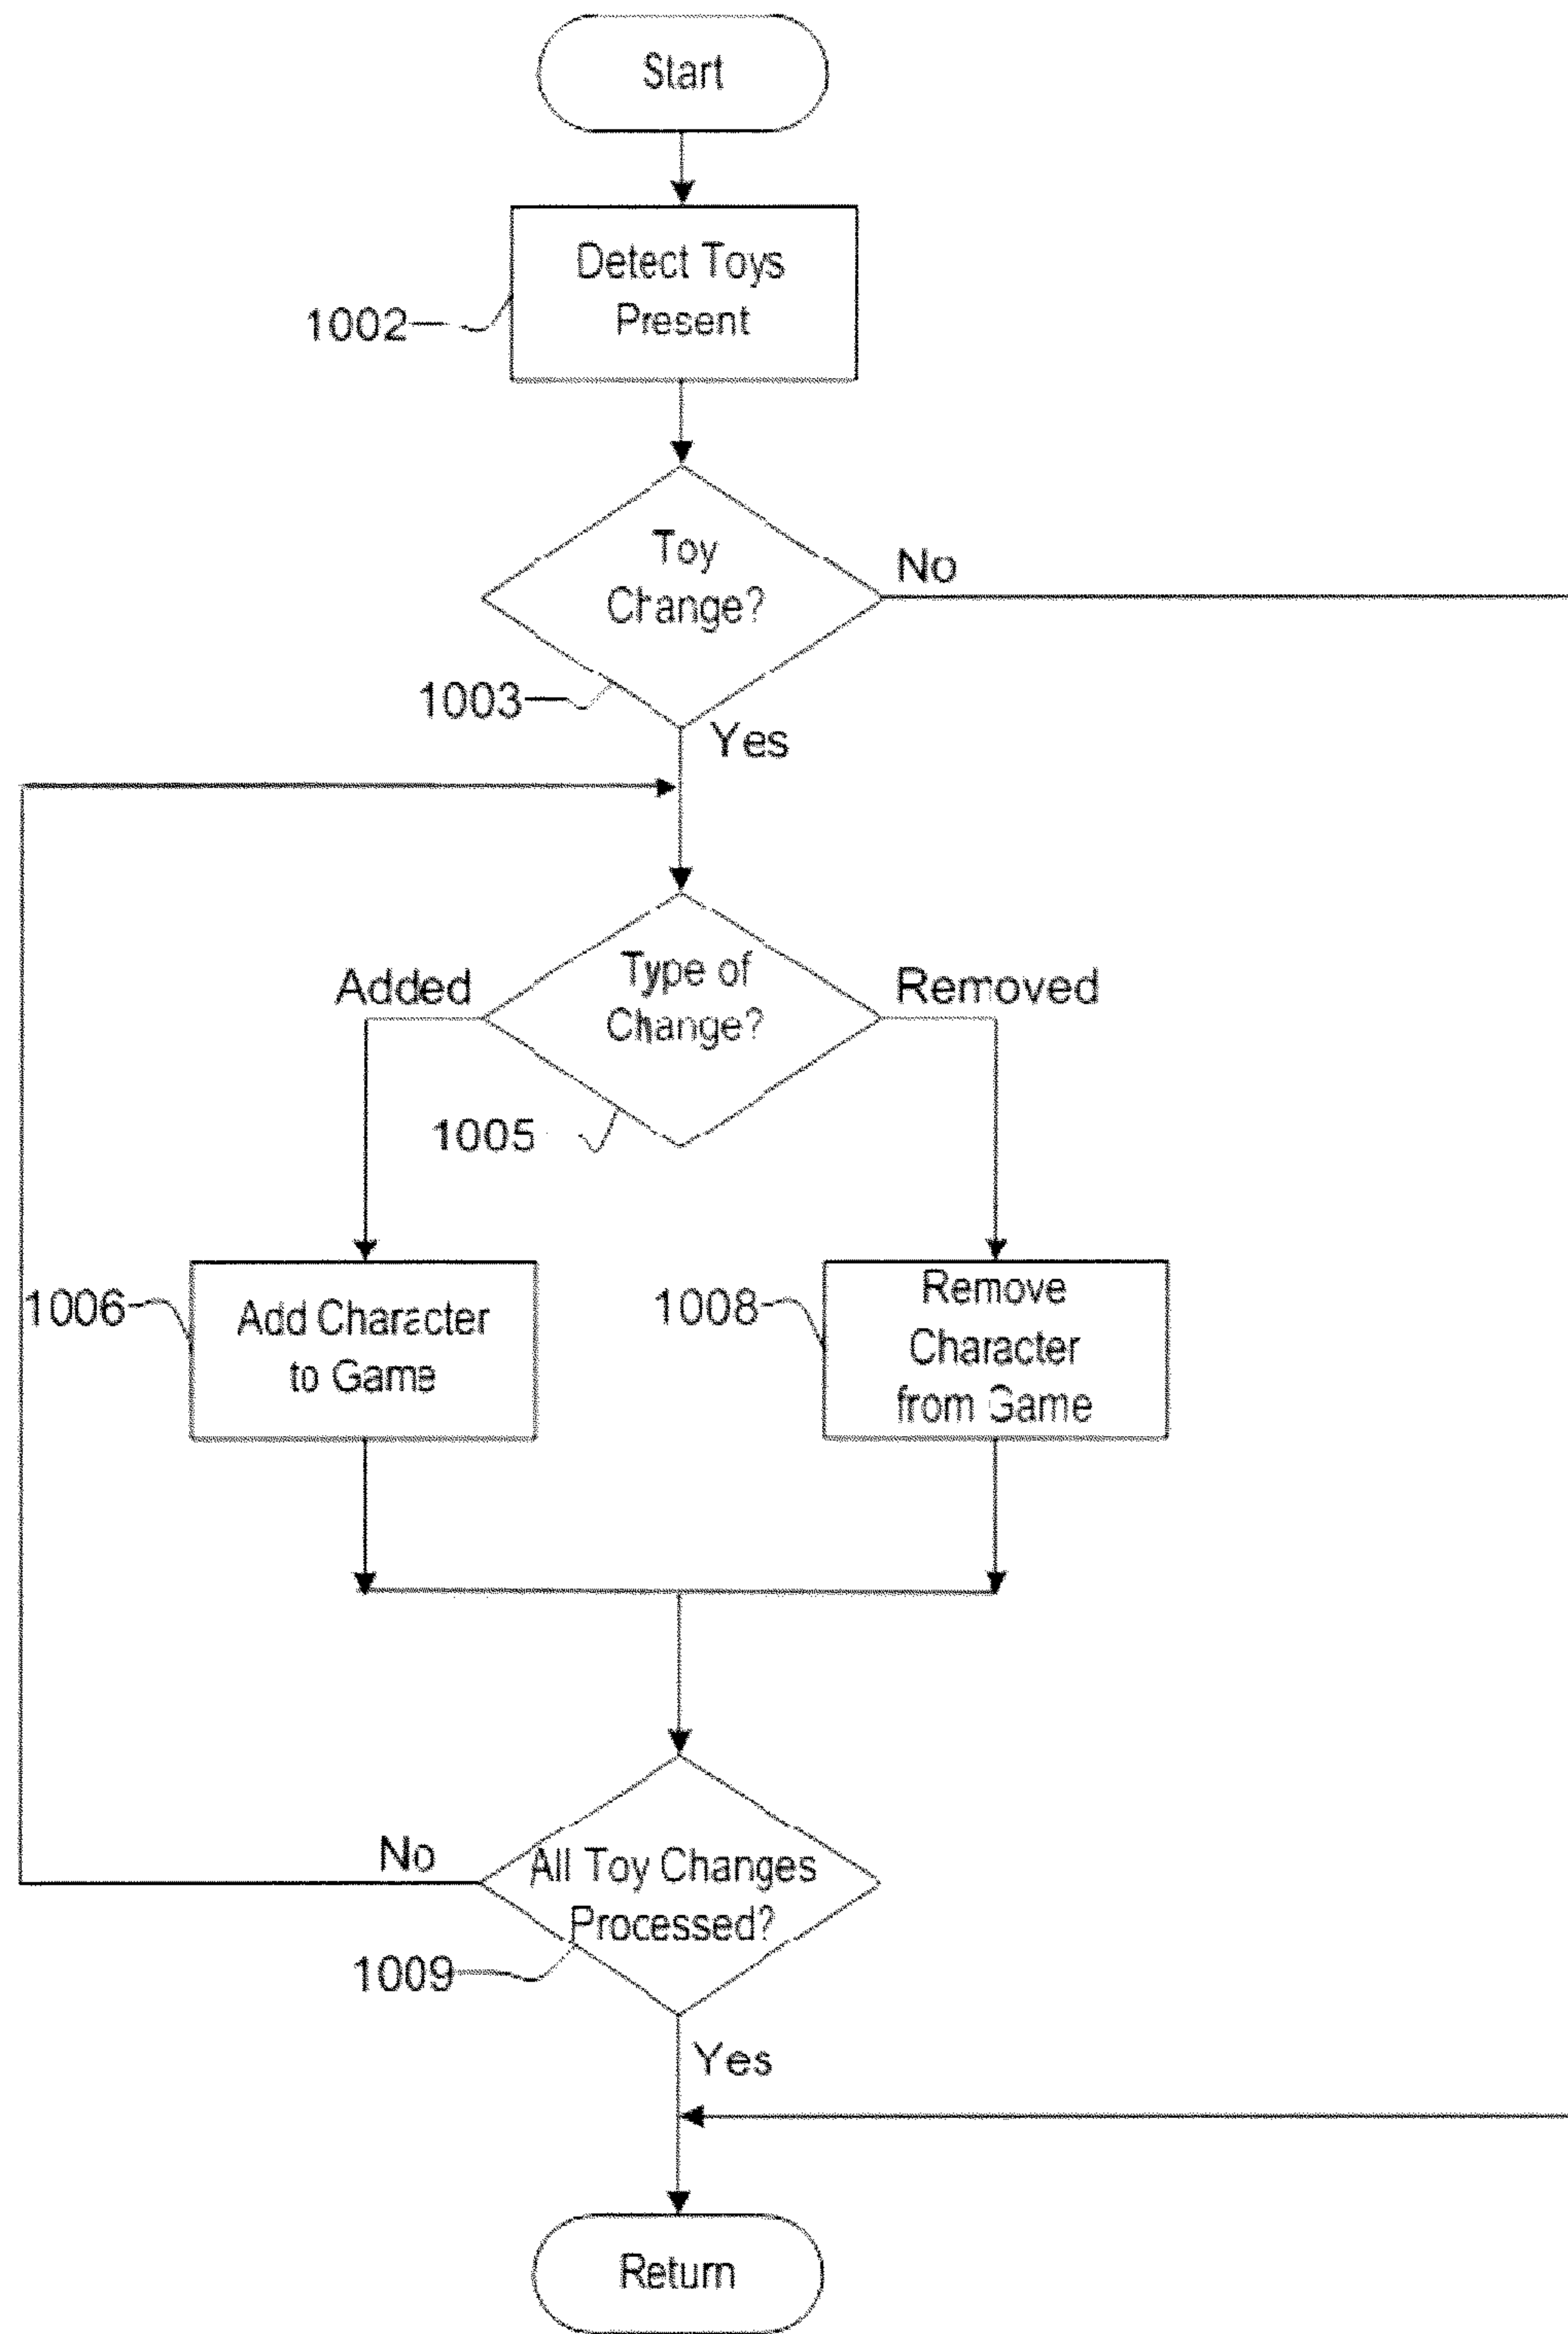 Start
Detect Toys
Present
1002
Toy
Change?
No
1003
Yes
Type of
Change?
Added
Removed
1005
1006
Add Character
to Game
1008
Remove
Character
from Game
No
All Toy Changes
Processed?
1009
Yes
Return